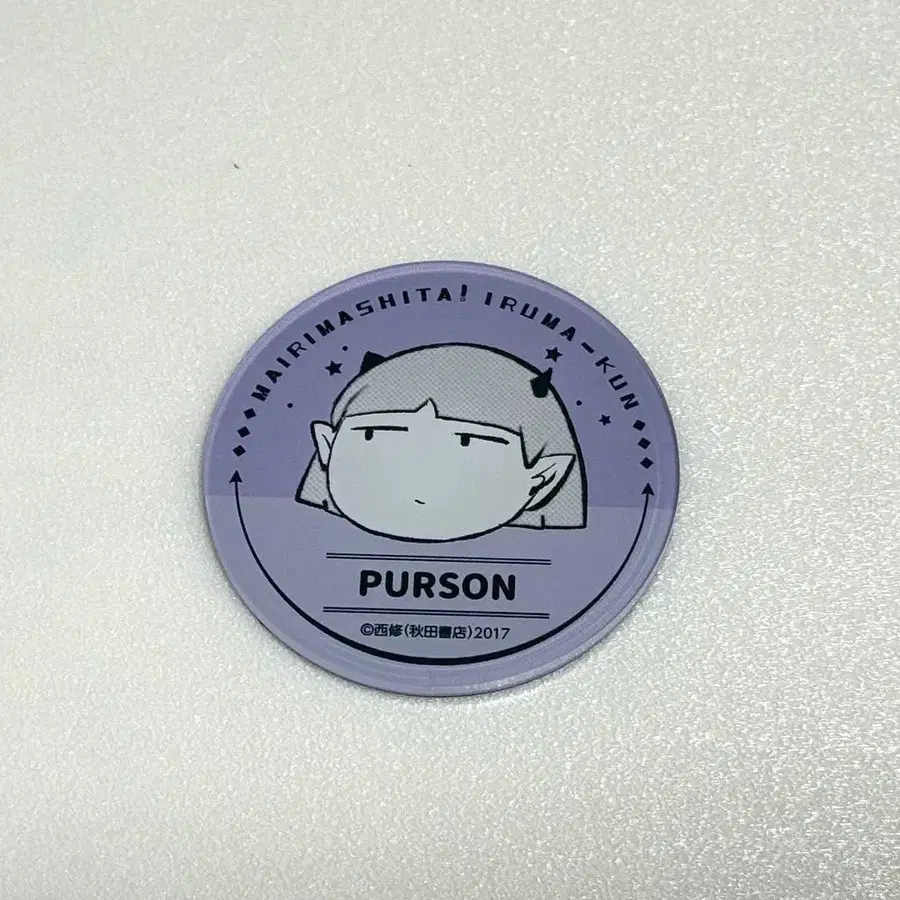 MAIRIMASHITA! IRUMA-KUN
PURSON
©西修(秋田書店)2017